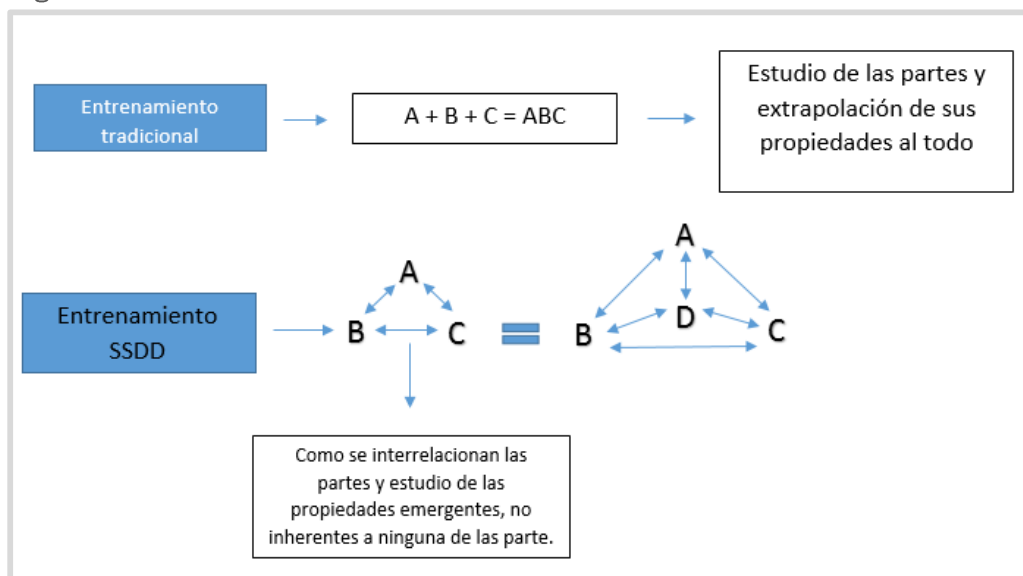 Entrenamiento
tradicional
A + B + C = ABC
Estudio de las partes y
extrapolación de sus
propiedades al todo
Entrenamiento
SSDD
A
B
C
=
A
B
D
C
Como se interrelacionan las
partes y estudio de las
propiedades emergentes, no
inherentes a ninguna de las parte.